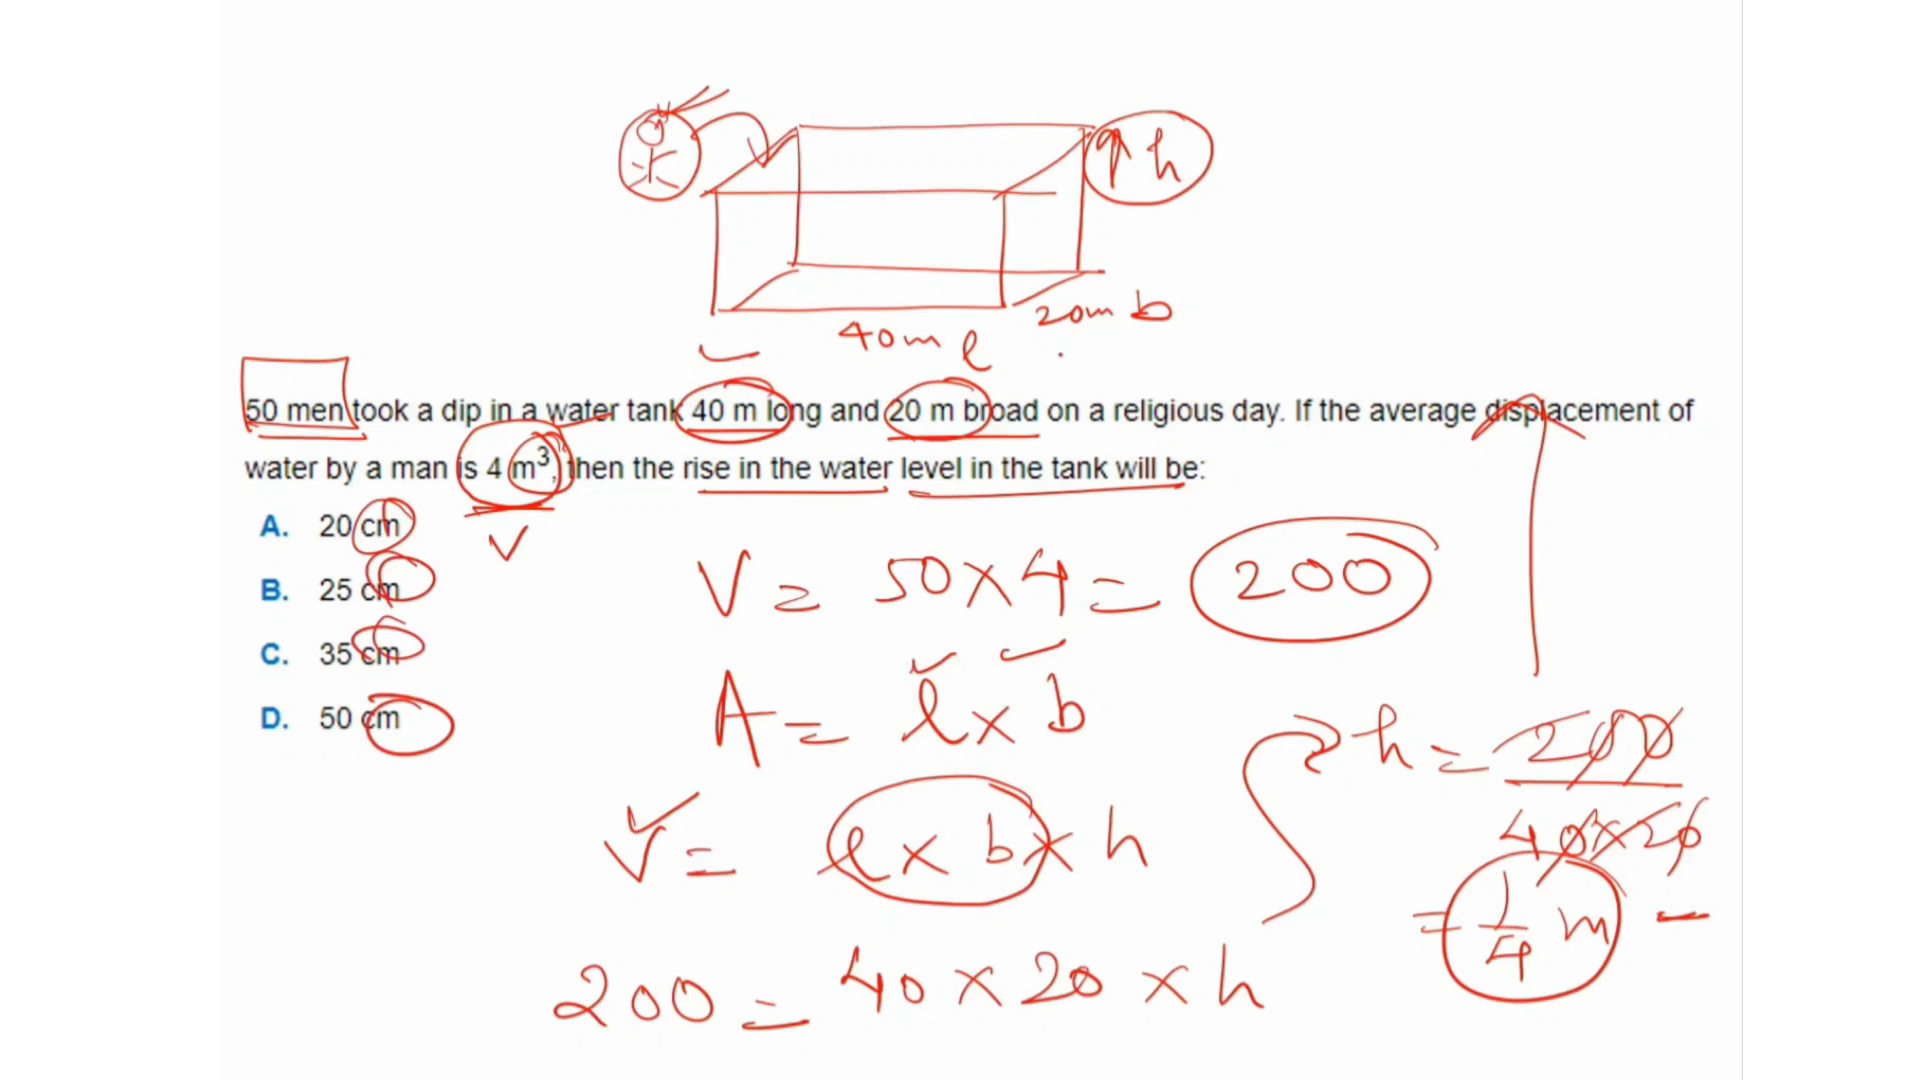 h
20m b
40m l
50 men took a dip in a water tank 40 m long and 20 m broad on a religious day. If the average displacement of
water by a man is 4 m³, then the rise in the water level in the tank will be:
A. 20 cm
B. 25 cm
C. 35 cm
D. 50 cm
V
V = 50 × 4 = 200
A = l × b
V = l × b × h
200 = 40 × 20 × h
h = 200
40 × 20
= 1/4 m